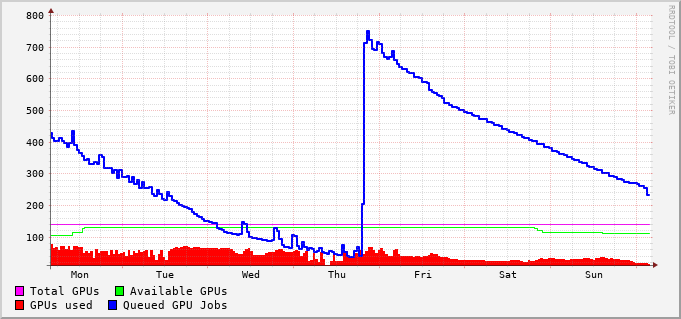 RRDTOOL / TOBI OETIKER
800
700
600
500
400
300
200
100
Mon Tue Wed Thu Fri Sat Sun
Total GPUs Available GPUs
GPUs used Queued GPU Jobs